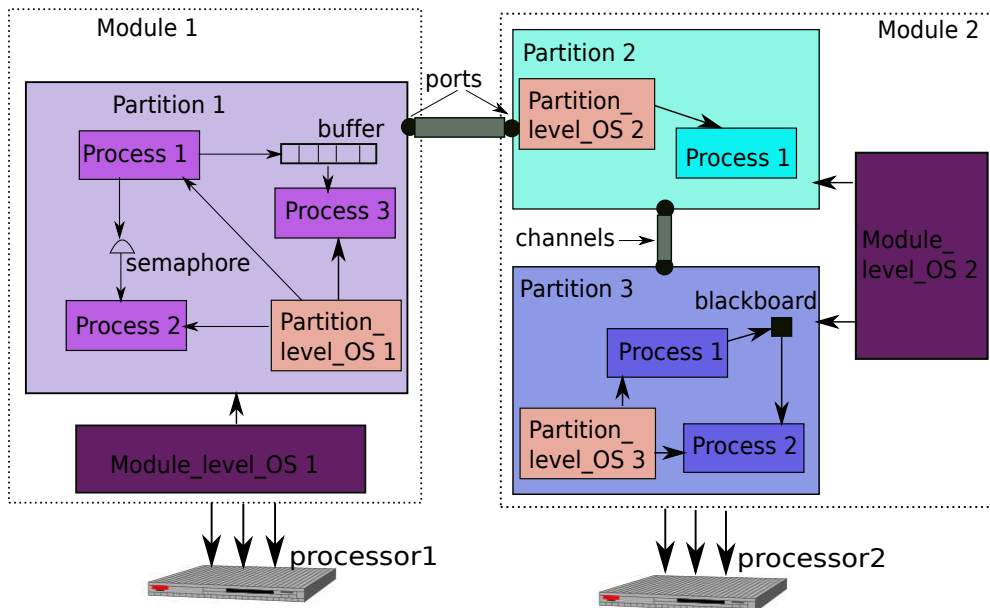 Module 1
Partition 1
Process 1
buffer
Process 3
semaphore
Process 2
Partition_
level_OS 1
Module_level_OS 1
processor1
ports
channels
Module 2
Partition 2
Partition_
level_OS 2
Process 1
Module_
level_OS 2
Partition 3
blackboard
Process 1
Partition_
level_OS 3
Process 2
processor2